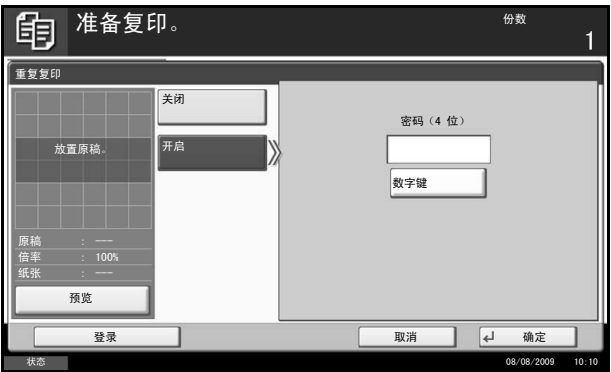 准备复印。
份数
1
重复复印
放置原稿。
原稿 : ---
倍率 : 100%
纸张 : ---
预览
关闭
开启
密码（4 位）
数字键
登录
取消
确定
状态
08/08/2009 10:10